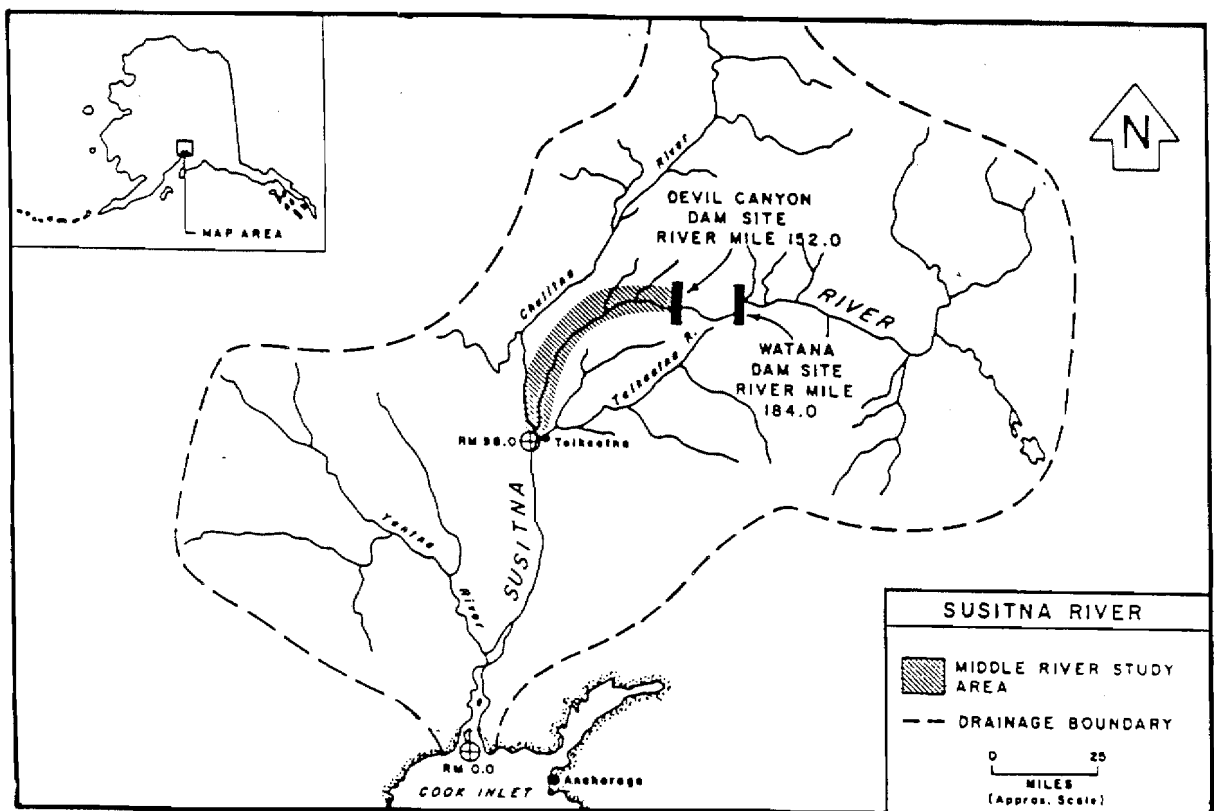 MAP AREA
N
Chulitna River
DEVIL CANYON
DAM SITE
RIVER MILE 152.0
RIVER
WATANA
DAM SITE
RIVER MILE
184.0
Talkeetna R.
RM 98.0
Talkeetna
SUSITNA
Yentna River
RM 0.0
COOK INLET
Anchorage
SUSITNA RIVER
MIDDLE RIVER STUDY
AREA
DRAINAGE BOUNDARY
0 25
MILES
(Approx. Scale)